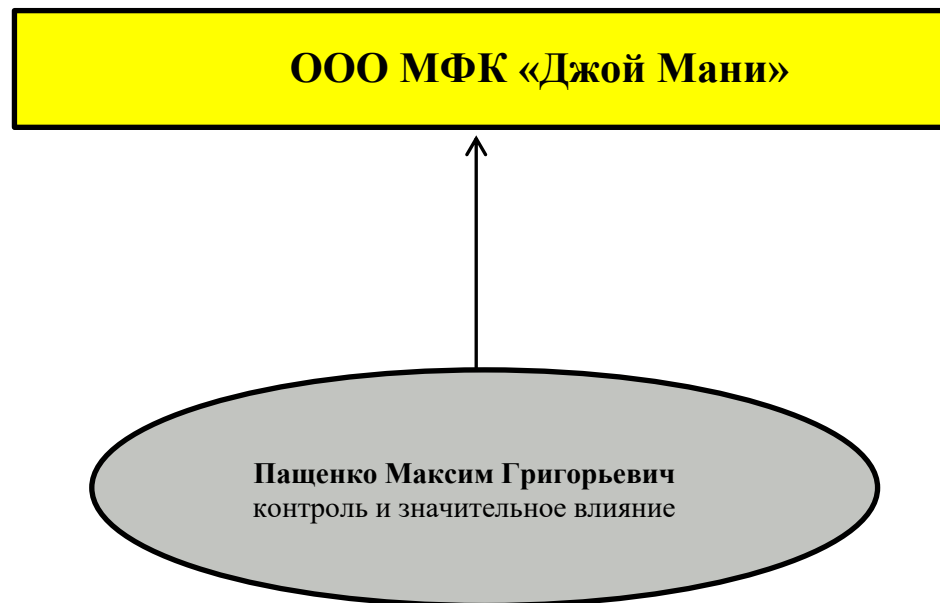 ООО МФК «Джой Мани»
Пащенко Максим Григорьевич
контроль и значительное влияние